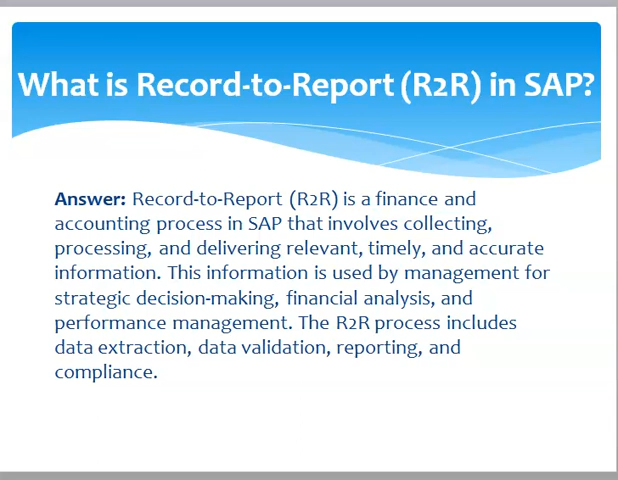 What is Record-to-Report (R2R) in SAP?
Answer: Record-to-Report (R2R) is a finance and
accounting process in SAP that involves collecting,
processing, and delivering relevant, timely, and accurate
information. This information is used by management for
strategic decision-making, financial analysis, and
performance management. The R2R process includes
data extraction, data validation, reporting, and
compliance.